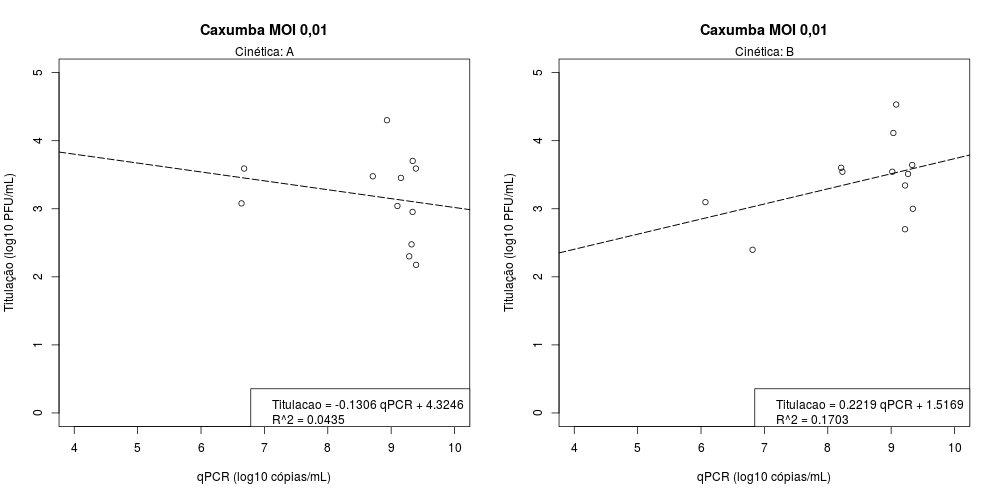 Caxumba MOI 0,01
Cinética: A
Titulação (log10 PFU/mL)
5
4
3
2
1
0
Titulacao = -0.1306 qPCR + 4.3246
R^2 = 0.0435
4 5 6 7 8 9 10
qPCR (log10 cópias/mL)
Caxumba MOI 0,01
Cinética: B
Titulação (log10 PFU/mL)
5
4
3
2
1
0
Titulacao = 0.2219 qPCR + 1.5169
R^2 = 0.1703
4 5 6 7 8 9 10
qPCR (log10 cópias/mL)